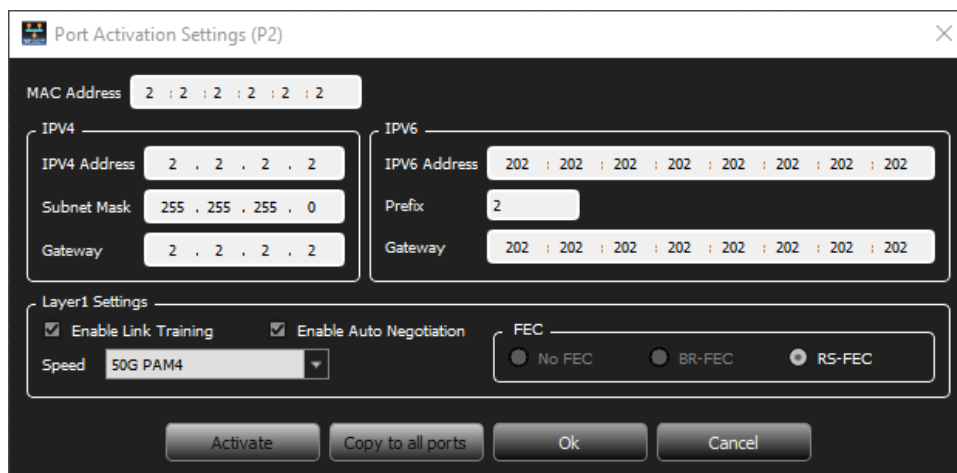 Port Activation Settings (P2)
MAC Address 2 : 2 : 2 : 2 : 2 : 2
IPV4
IPV4 Address 2 . 2 . 2 . 2
Subnet Mask 255 . 255 . 255 . 0
Gateway 2 . 2 . 2 . 2
IPV6
IPV6 Address 202 : 202 : 202 : 202 : 202 : 202 : 202 : 202
Prefix 2
Gateway 202 : 202 : 202 : 202 : 202 : 202 : 202 : 202
Layer1 Settings
Enable Link Training Enable Auto Negotiation
Speed 50G PAM4
FEC
No FEC BR-FEC RS-FEC
Activate Copy to all ports Ok Cancel